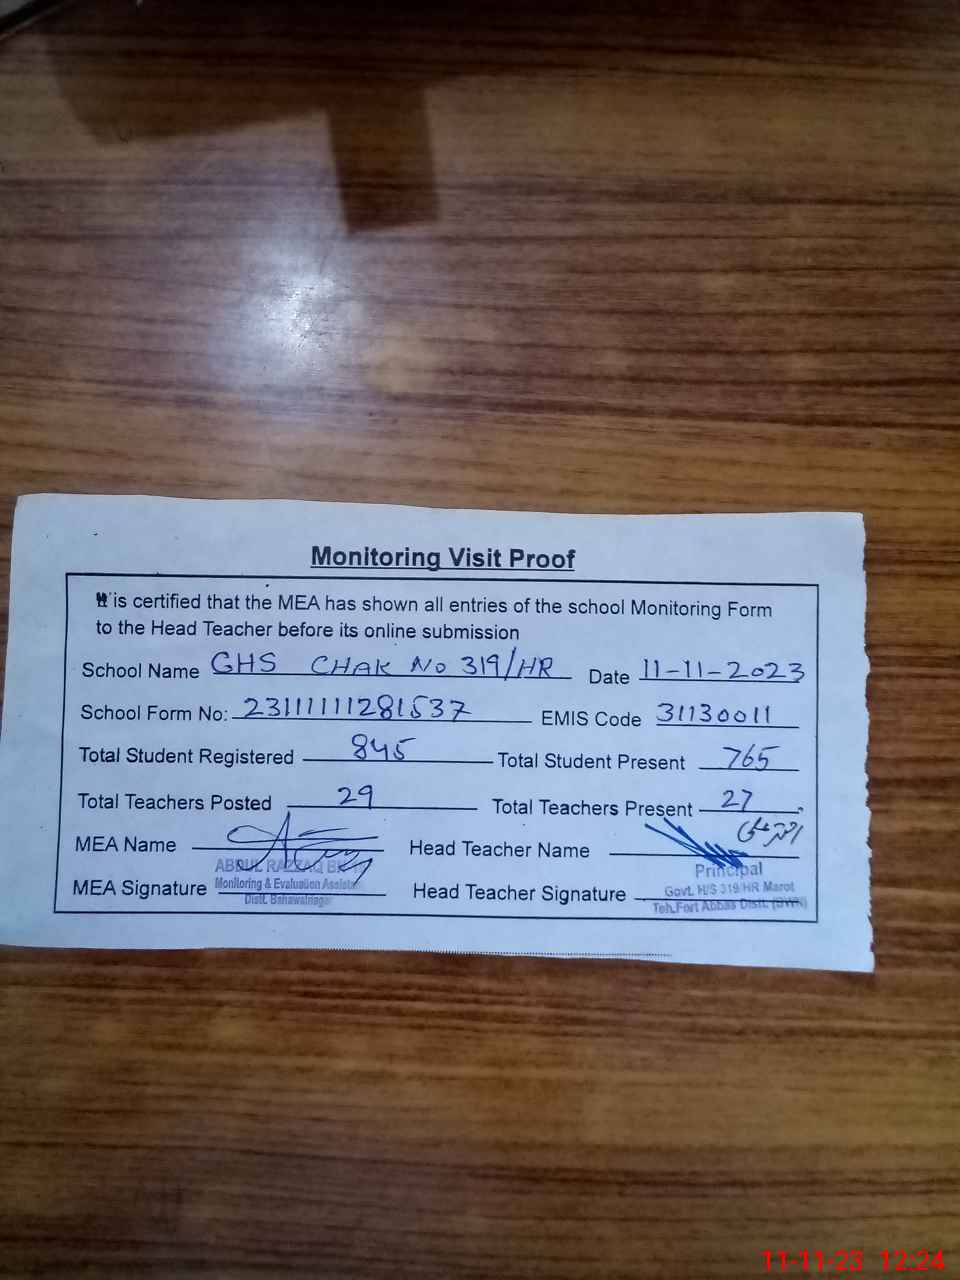 Monitoring Visit Proof
It is certified that the MEA has shown all entries of the school Monitoring Form
to the Head Teacher before its online submission
School Name GHS CHAK No 319/HR Date 11-11-2023
School Form No: 23111111281537 EMIS Code 31130011
Total Student Registered 845 Total Student Present 765
Total Teachers Posted 29 Total Teachers Present 27
MEA Name Head Teacher Name
ABDUL RAZZAQ
Principal
MEA Signature Monitoring & Evaluation Assistant Head Teacher Signature Govt. H/S 319/HR Marot
Distt. Bahawalnagar Teh. Fort Abbas Distt. (BWN)
11-11-23 12:24